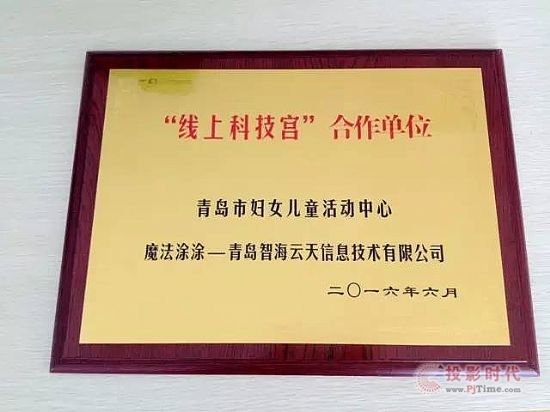 “线上科技宫”合作单位
青岛市妇女儿童活动中心
魔法涂涂—青岛智海云天信息技术有限公司
二〇一六年六月
投影时代
www.PjTime.com